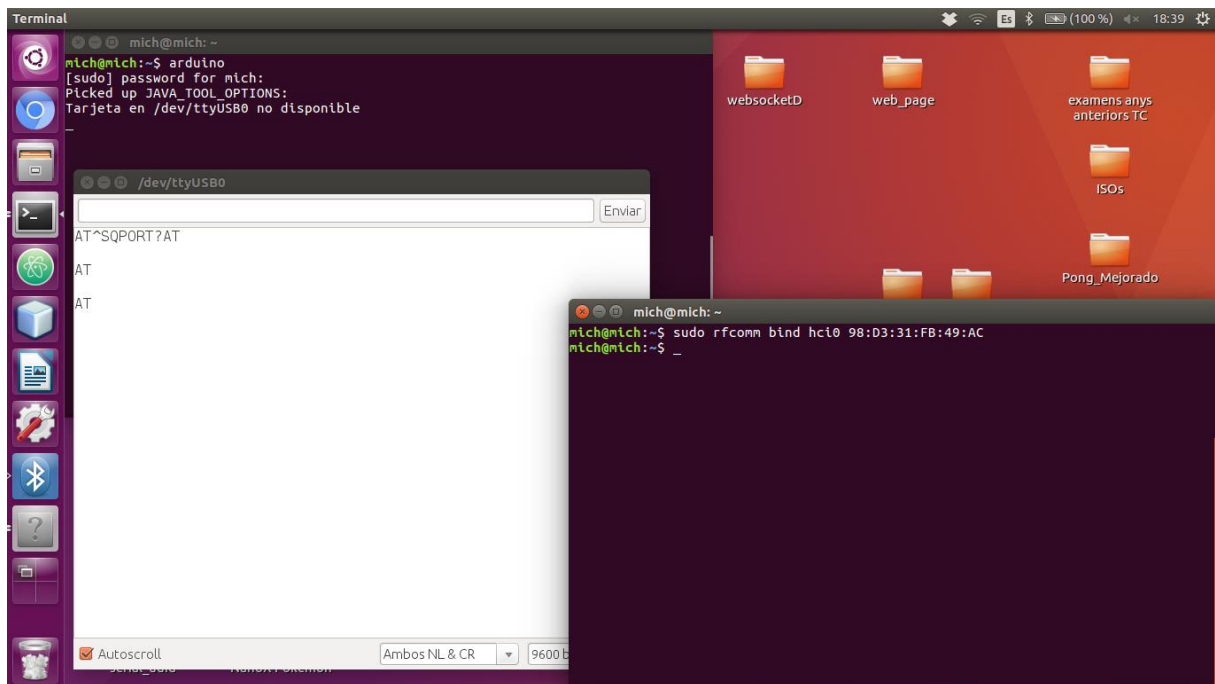 Terminal
Es
(100 %)
18:39
mich@mich: ~
mich@mich:~$ arduino
[sudo] password for mich:
Picked up JAVA_TOOL_OPTIONS:
Tarjeta en /dev/ttyUSB0 no disponible
_
websocketD
web_page
examens anys
anteriors TC
ISOs
Pong_Mejorado
/dev/ttyUSB0
Enviar
AT^SQPORT?AT
AT
AT
mich@mich: ~
mich@mich:~$ sudo rfcomm bind hci0 98:D3:31:FB:49:AC
mich@mich:~$ _
Autoscroll
Ambos NL & CR
9600 b